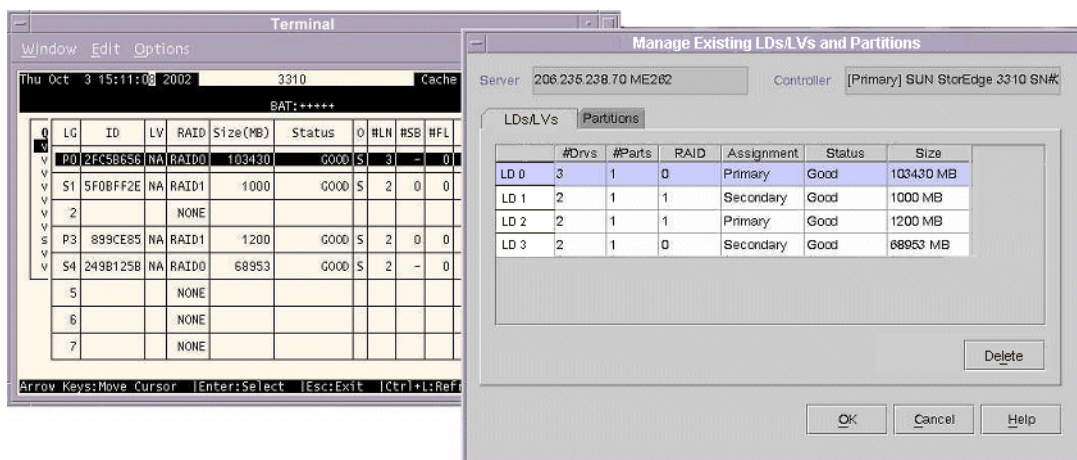 Terminal
Window Edit Options
Thu Oct 3 15:11:08 2002 3310 Cache
BAT:+++++
Q LG ID LV RAID Size(MB) Status O #LN #SB #FL
v
v P0 2FC5B656 NA RAID0 103430 GOOD S 3 - 0
v
v S1 5F0BFF2E NA RAID1 1000 GOOD S 2 0 0
v
v 2 NONE
v
s P3 899CE85 NA RAID1 1200 GOOD S 2 0 0
v
v S4 249B125B NA RAID0 68953 GOOD S 2 - 0
5 NONE
6 NONE
7 NONE
Arrow Keys:Move Cursor |Enter:Select |Esc:Exit |Ctrl+L:Refr
Manage Existing LDs/LVs and Partitions
Server 206.235.238.70 ME262 Controller [Primary] SUN StorEdge 3310 SN#
LDs/LVs Partitions
#Drvs #Parts RAID Assignment Status Size
LD 0 3 1 0 Primary Good 103430 MB
LD 1 2 1 1 Secondary Good 1000 MB
LD 2 2 1 1 Primary Good 1200 MB
LD 3 2 1 0 Secondary Good 68953 MB
Delete
OK Cancel Help